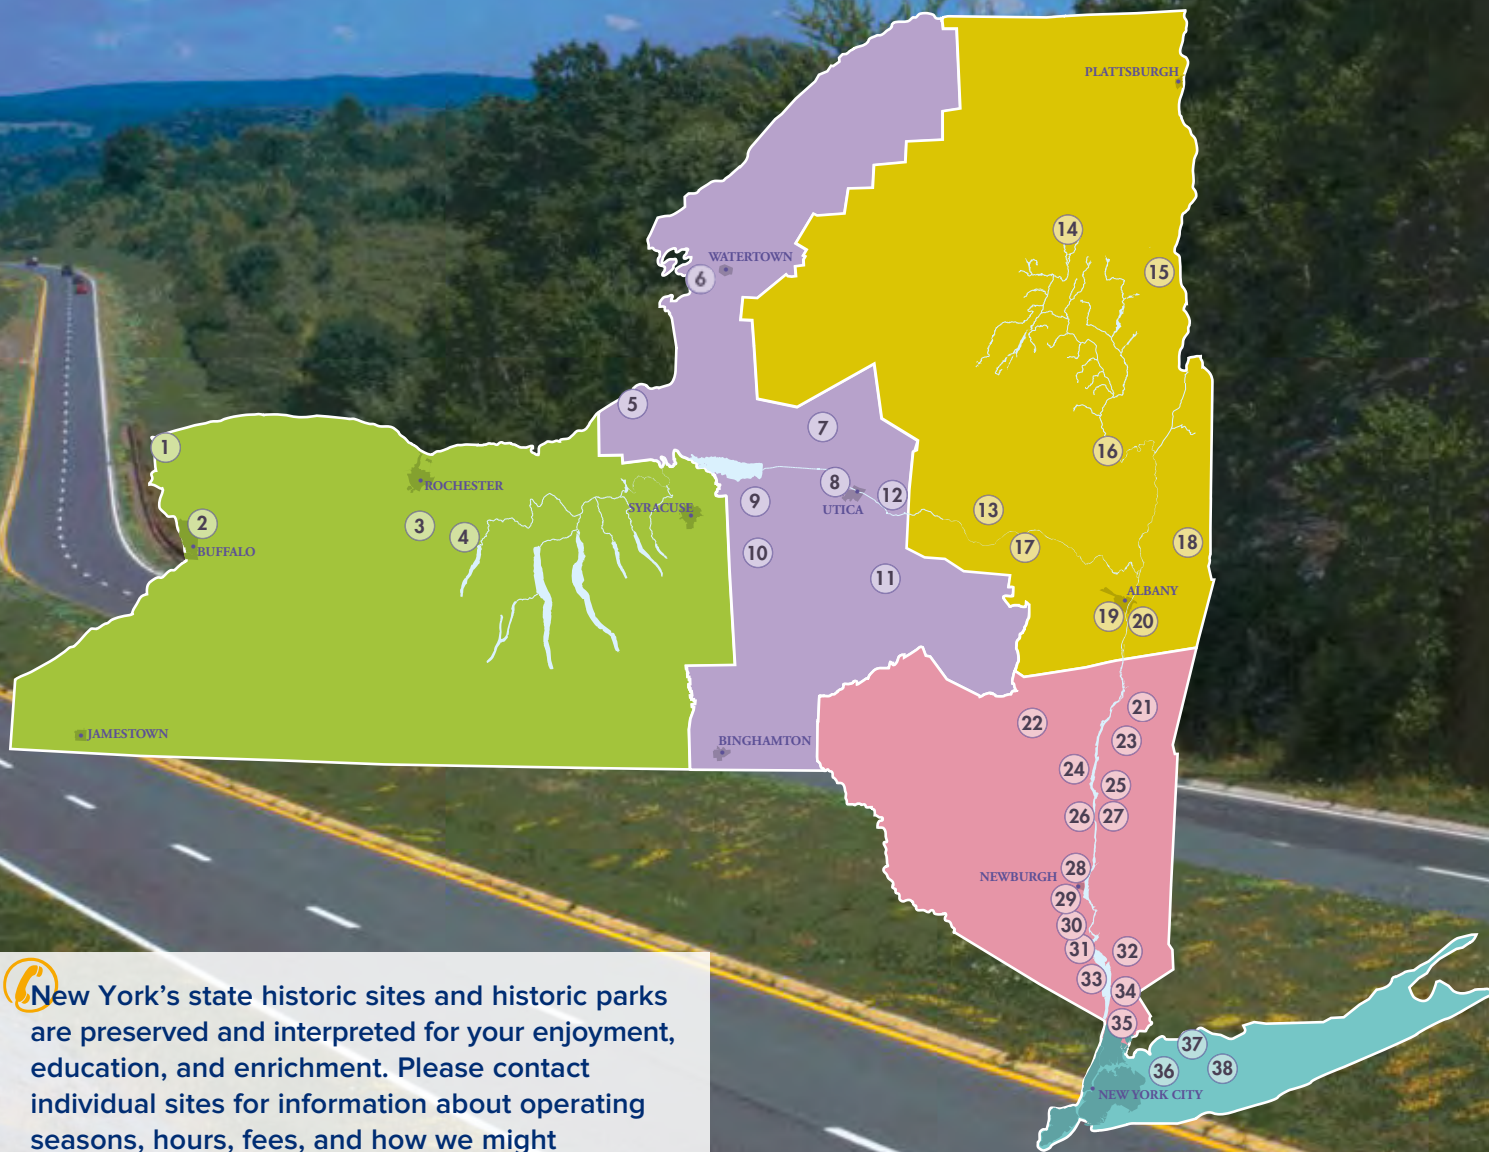 PLATTSBURGH
14
WATERTOWN
15
6
5
7
1
16
8
ROCHESTER
12
9
SYRACUSE
UTICA
13
2
3
4
18
17
BUFFALO
10
11
ALBANY
19
20
21
22
JAMESTOWN
BINGHAMTON
23
24
25
26
27
28
NEWBURGH
29
30
31
32
33
34
New York’s state historic sites and historic parks
are preserved and interpreted for your enjoyment,
education, and enrichment. Please contact
individual sites for information about operating
seasons, hours, fees, and how we might
35
37
36
38
NEW YORK CITY